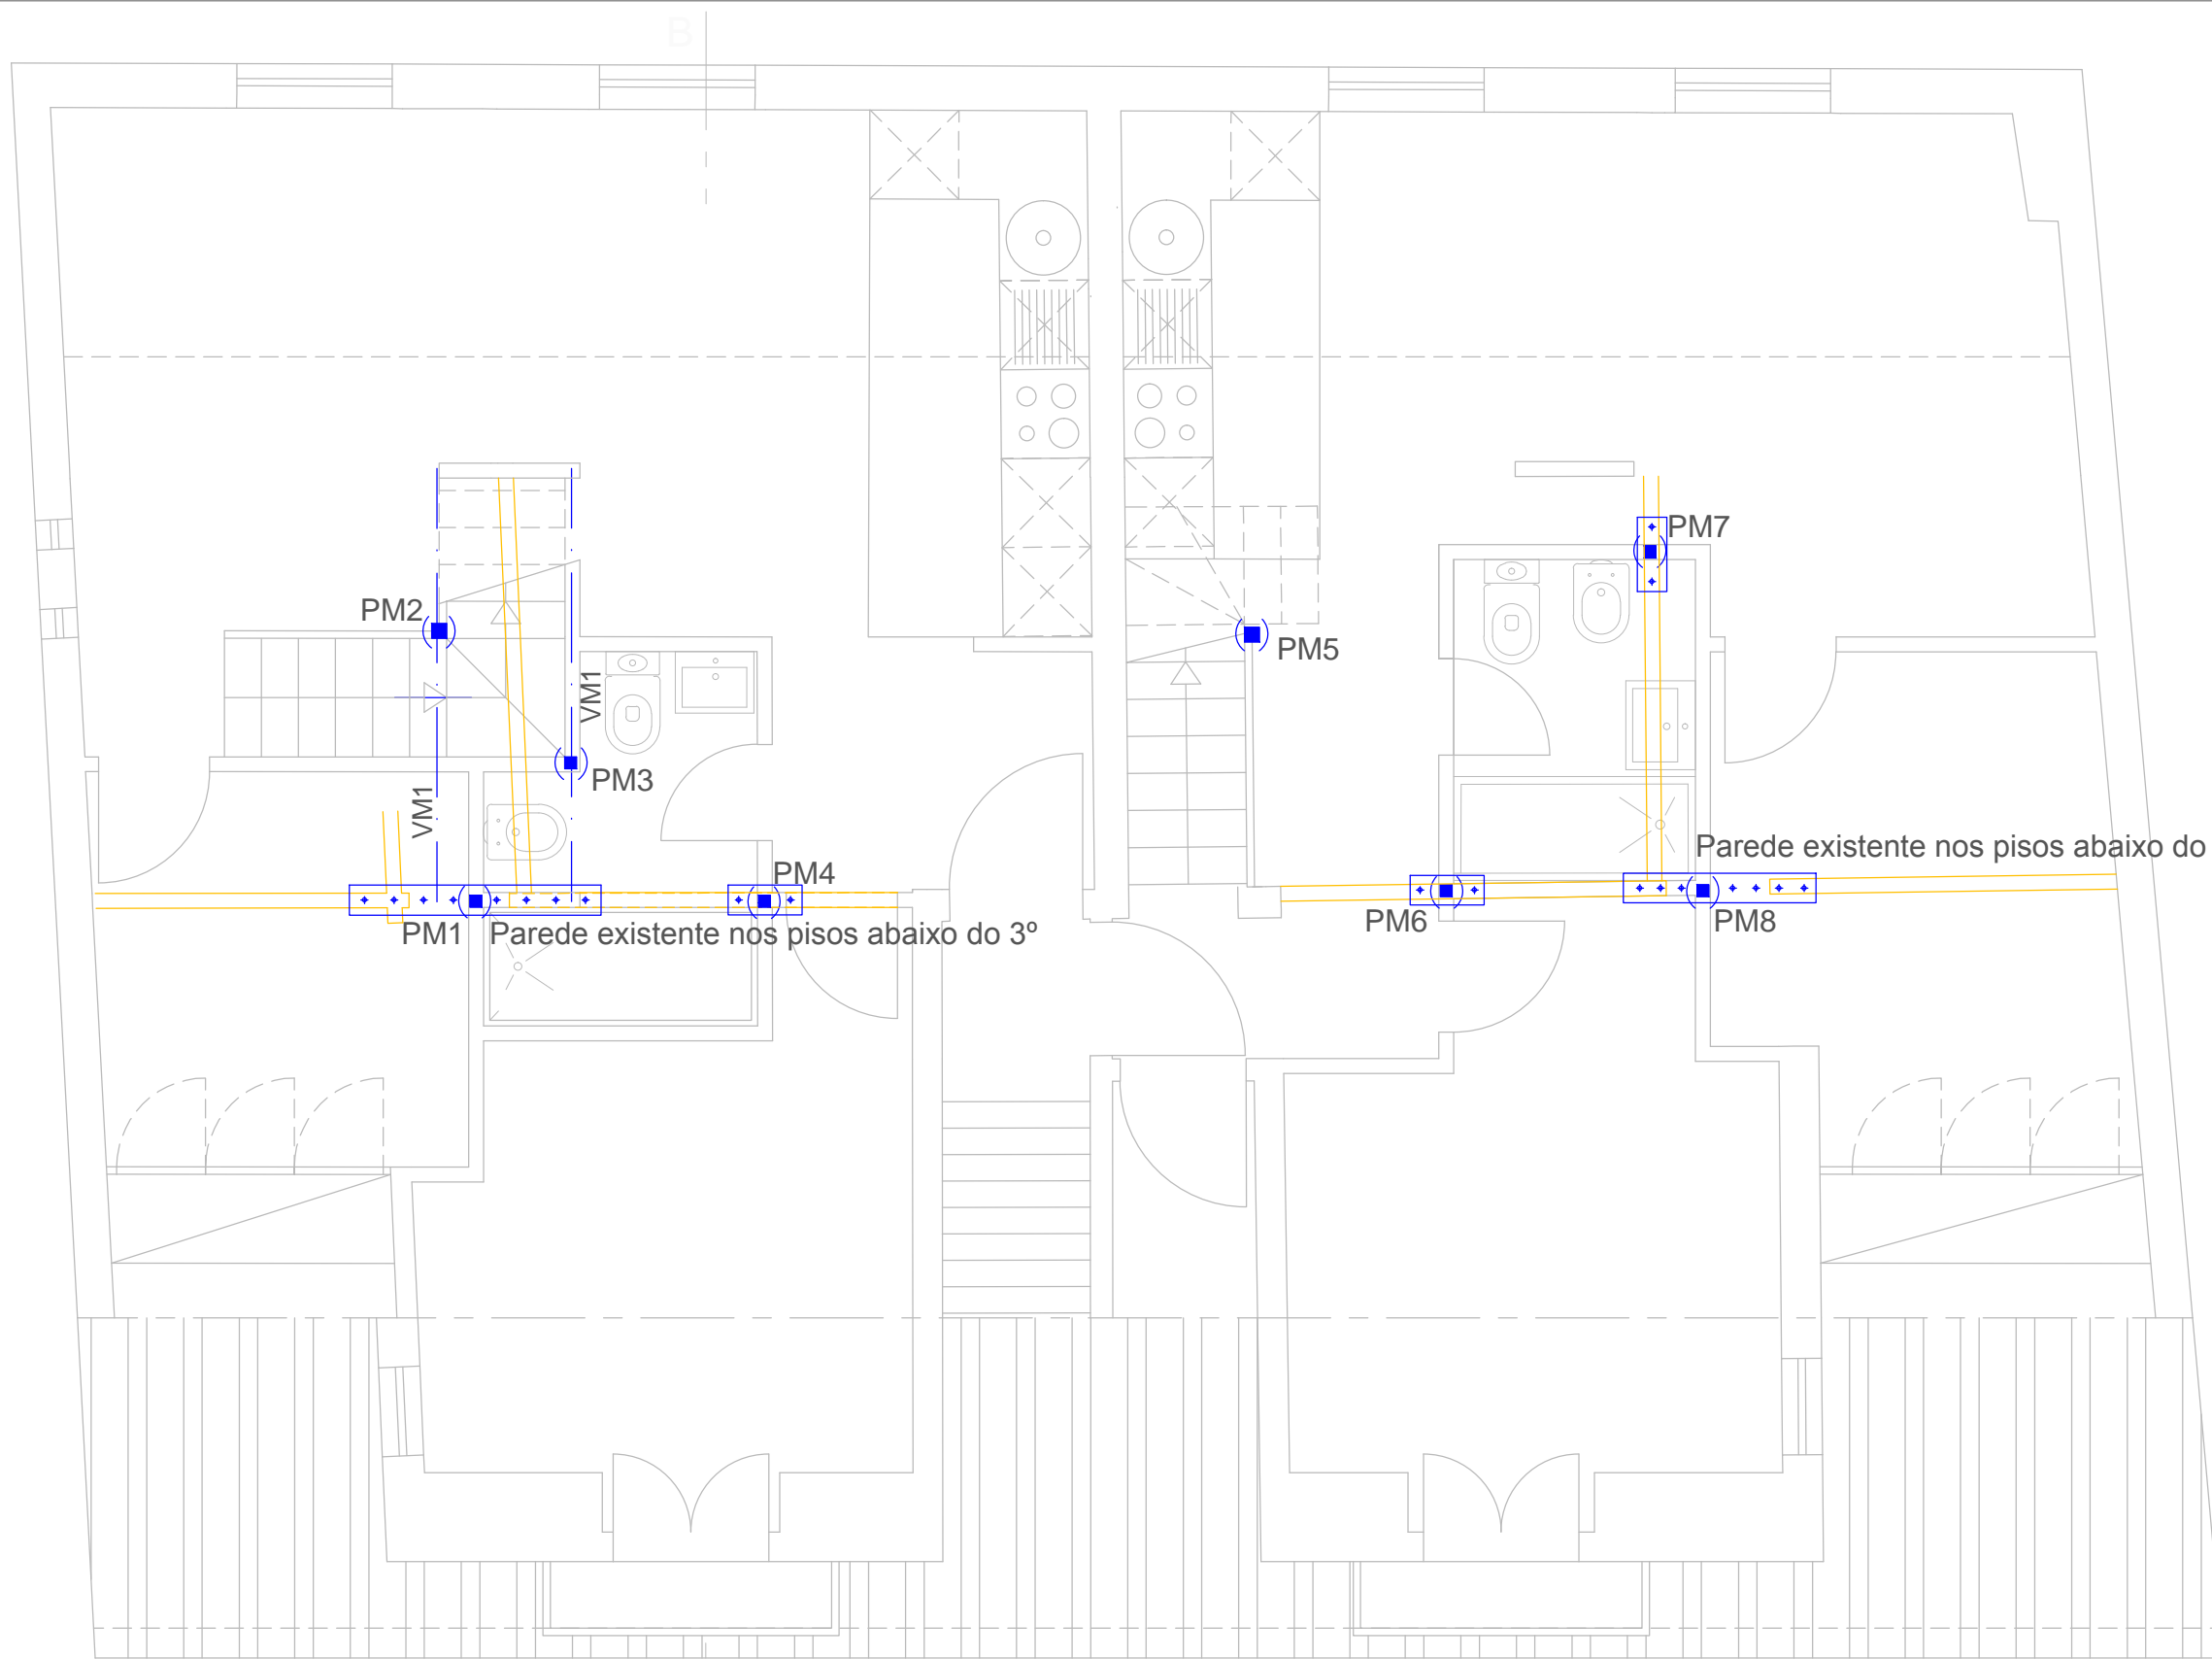 B
PM7
PM2
PM5
VM1
PM3
VM1
Parede existente nos pisos abaixo do
PM4
PM6
PM8
PM1
Parede existente nos pisos abaixo do 3º